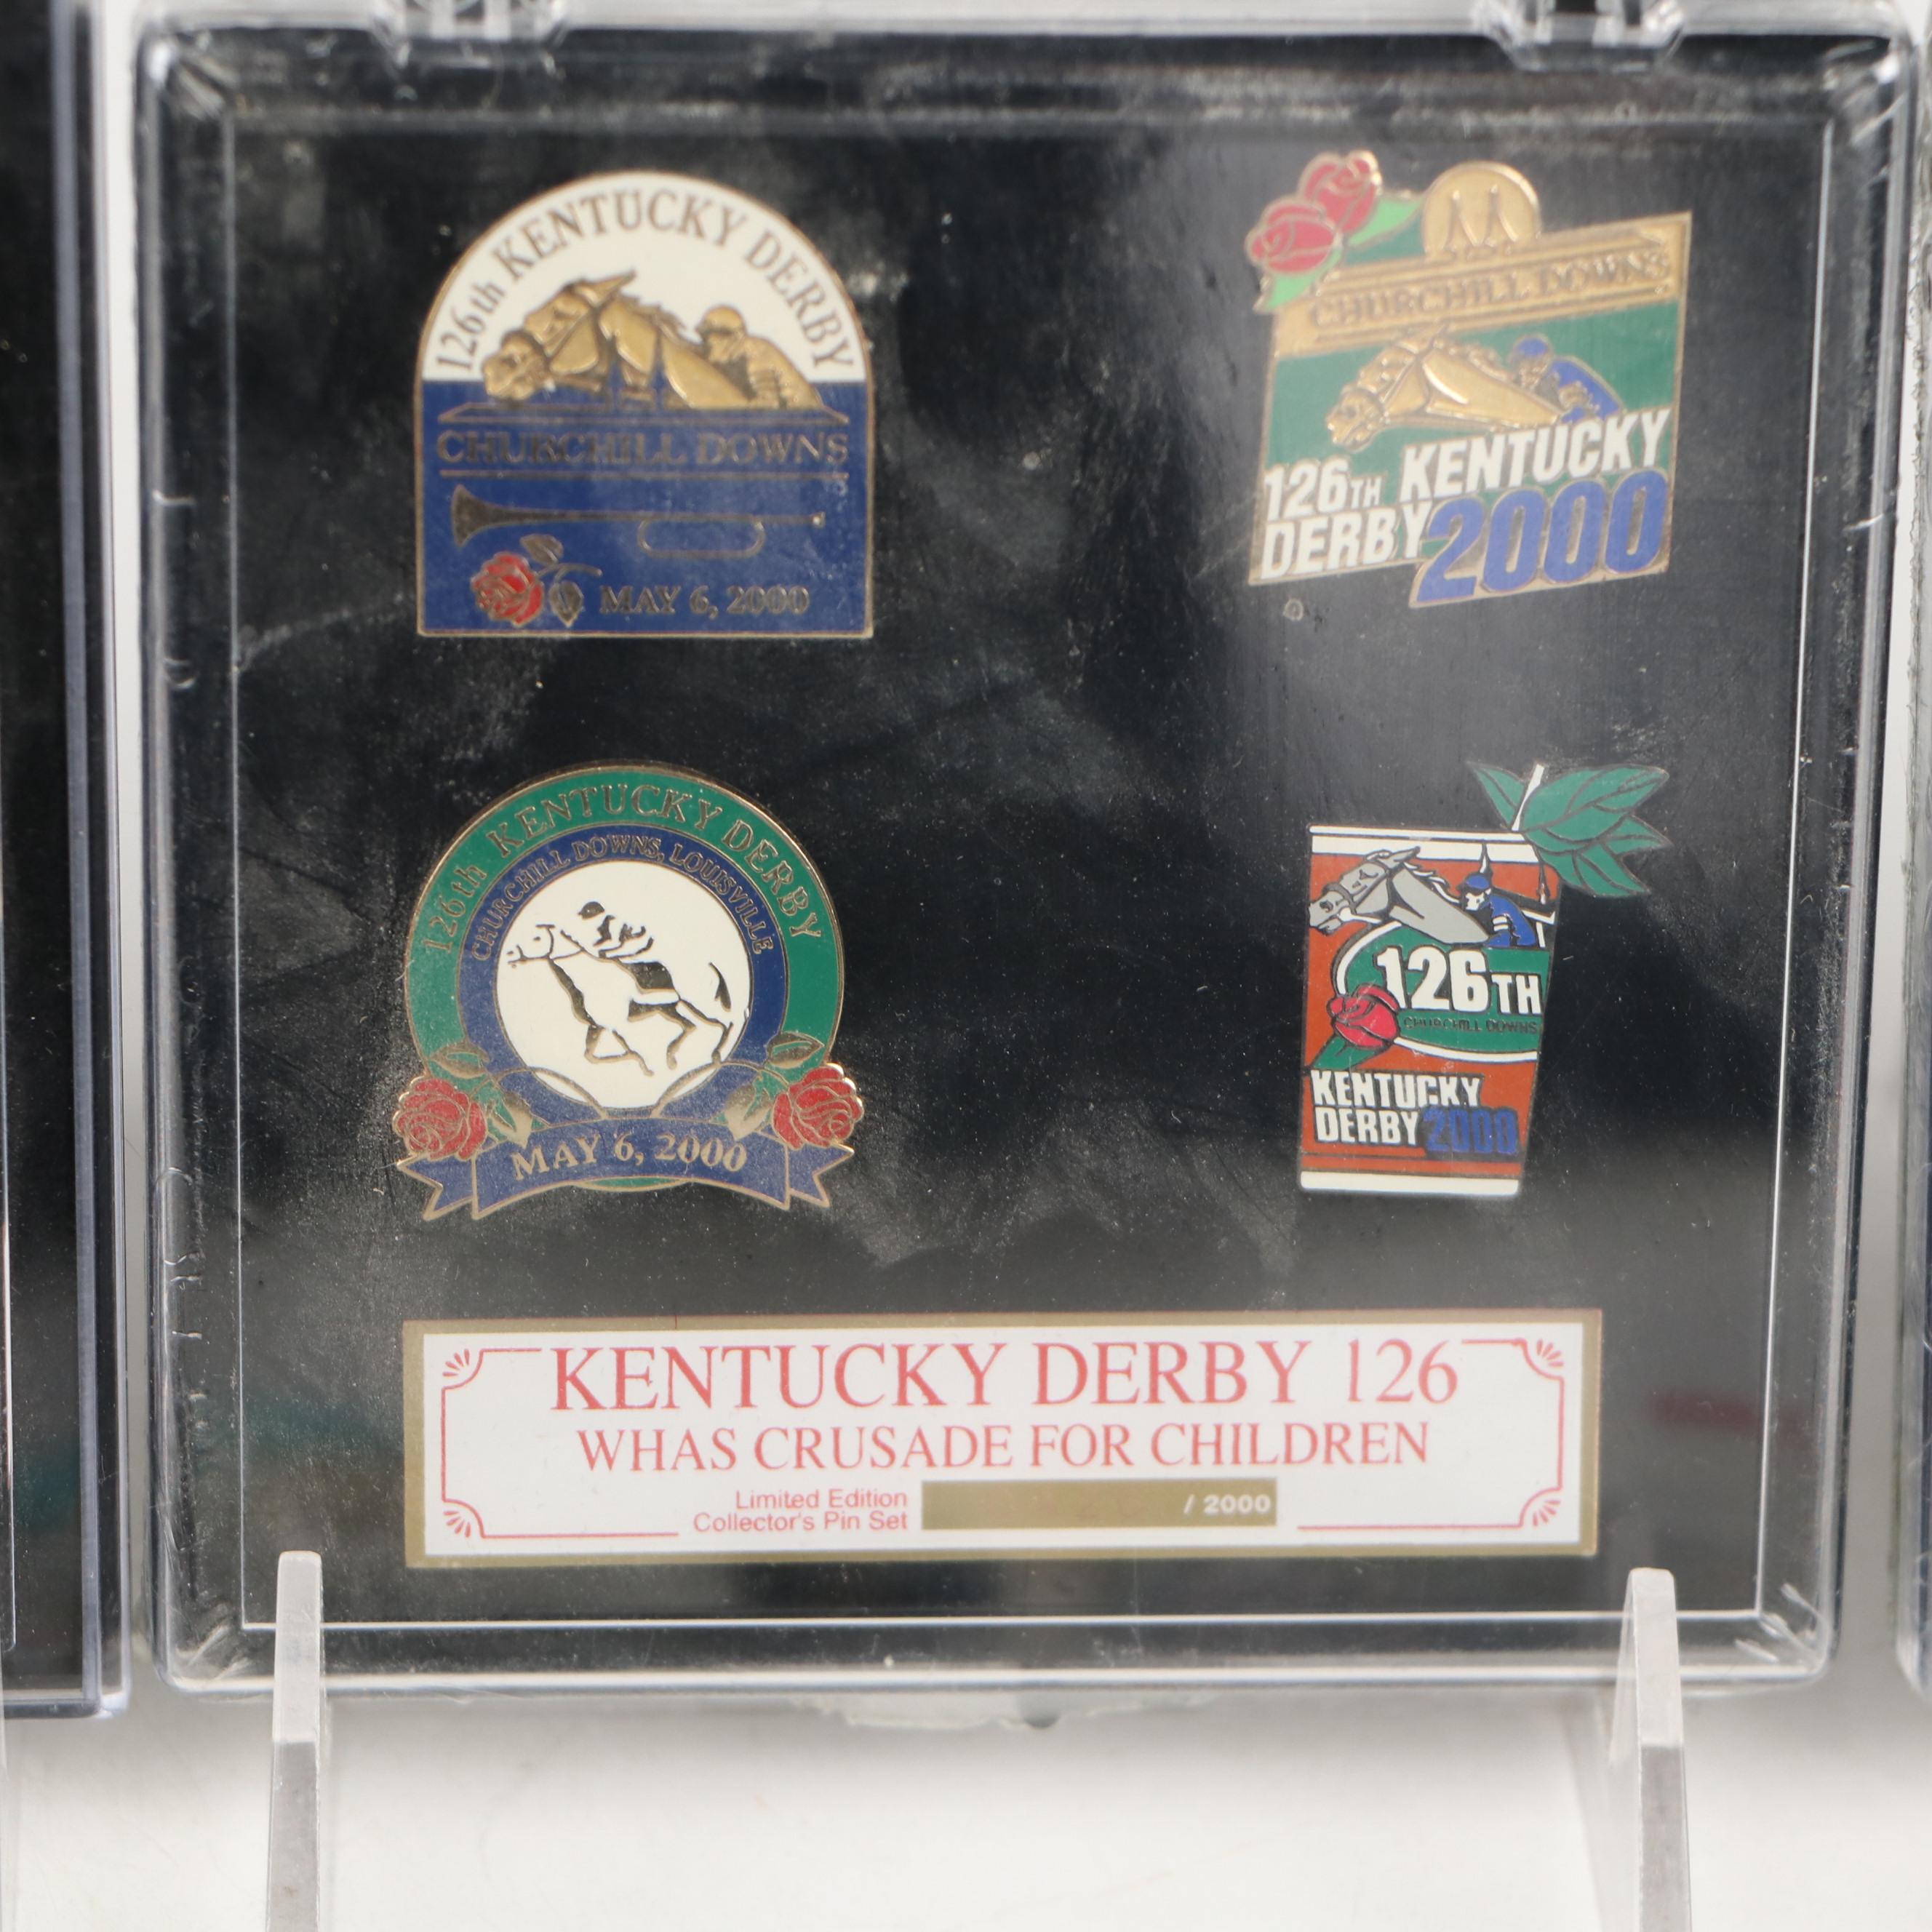 126th KENTUCKY DERBY
CHURCHILL DOWNS
MAY 6, 2000
CHURCHILL DOWNS
126TH KENTUCKY
DERBY 2000
126th KENTUCKY DERBY
CHURCHILL DOWNS, LOUISVILLE
MAY 6, 2000
126TH
CHURCHILL DOWNS
KENTUCKY
DERBY 2000
KENTUCKY DERBY 126
WHAS CRUSADE FOR CHILDREN
Limited Edition
Collector's Pin Set / 2000